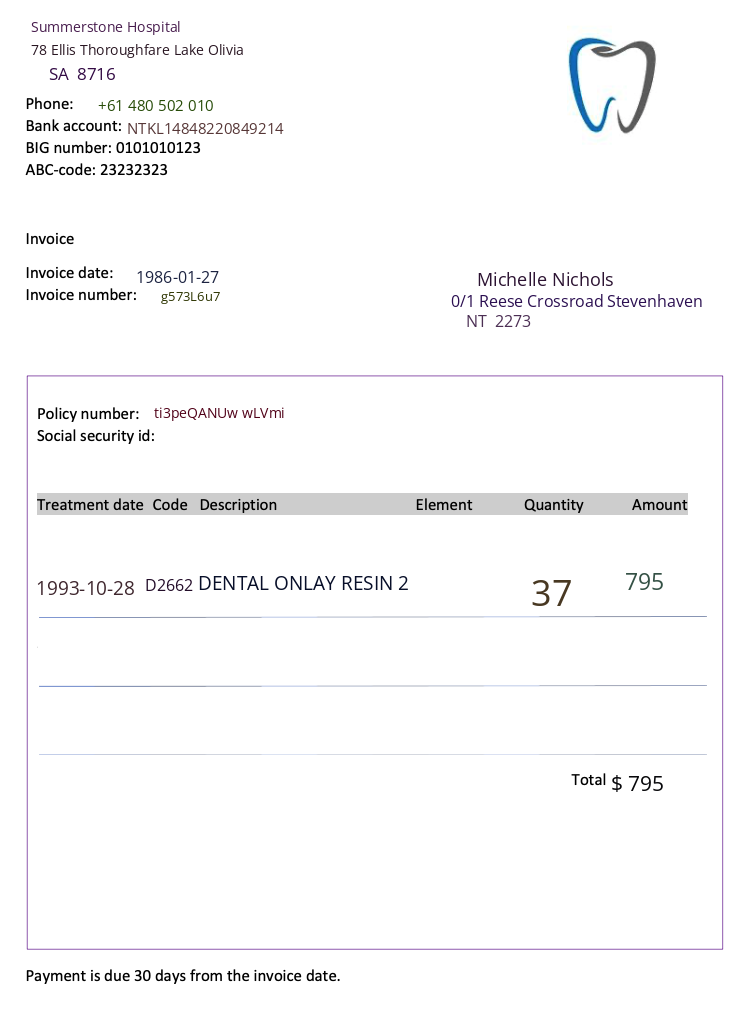 Summerstone Hospital
78 Ellis Thoroughfare Lake Olivia
SA 8716
Phone: +61 480 502 010
Bank account: NTKL14848220849214
BIG number: 0101010123
ABC-code: 23232323
Invoice
Invoice date: 1986-01-27
Invoice number: g573L6u7
Michelle Nichols
0/1 Reese Crossroad Stevenhaven
NT 2273
Policy number: ti3peQANUw wLVmi
Social security id:
Treatment date Code Description Element Quantity Amount
1993-10-28 D2662 DENTAL ONLAY RESIN 2 37 795
Total $ 795
Payment is due 30 days from the invoice date.